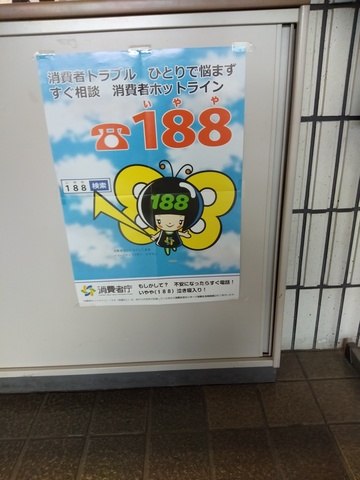 消費者トラブル　ひとりで悩まず
すぐ相談　消費者ホットライン
いやや
☎188
188 検索
188
消費者庁
もしかして？　不安になったらすぐ電話！
いやや(188) 泣き寝入り！